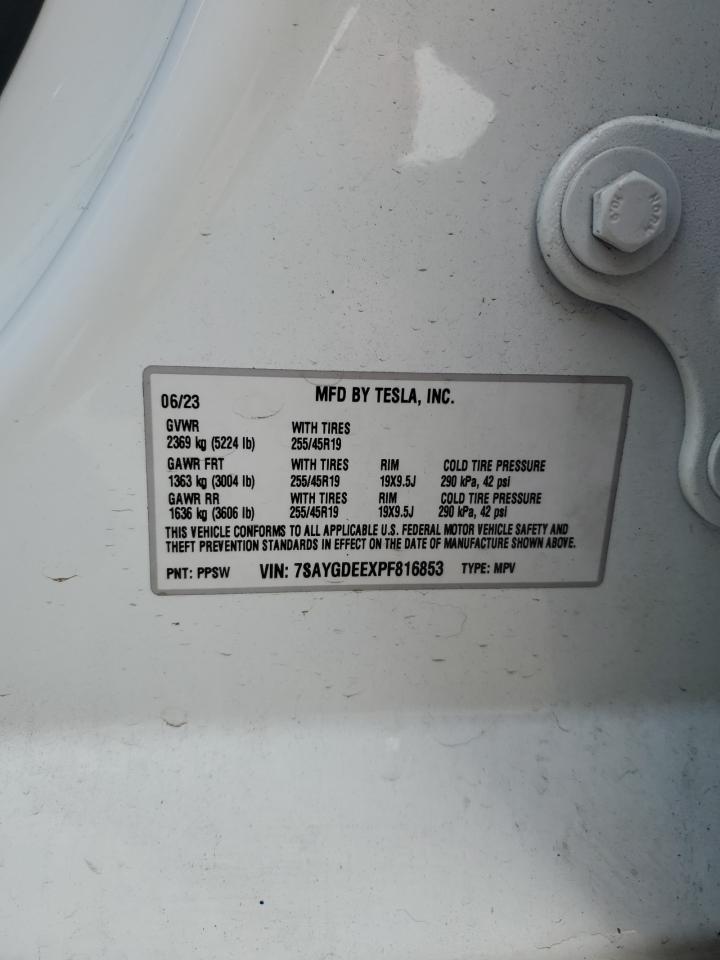 06/23 MFD BY TESLA, INC.
GVWR WITH TIRES
2369 kg (5224 lb) 255/45R19
GAWR FRT WITH TIRES RIM COLD TIRE PRESSURE
1363 kg (3004 lb) 255/45R19 19X9.5J 290 kPa, 42 psi
GAWR RR WITH TIRES RIM COLD TIRE PRESSURE
1636 kg (3606 lb) 255/45R19 19X9.5J 290 kPa, 42 psi
THIS VEHICLE CONFORMS TO ALL APPLICABLE U.S. FEDERAL MOTOR VEHICLE SAFETY AND
THEFT PREVENTION STANDARDS IN EFFECT ON THE DATE OF MANUFACTURE SHOWN ABOVE.
PNT: PPSW VIN: 7SAYGDEEXPF816853 TYPE: MPV